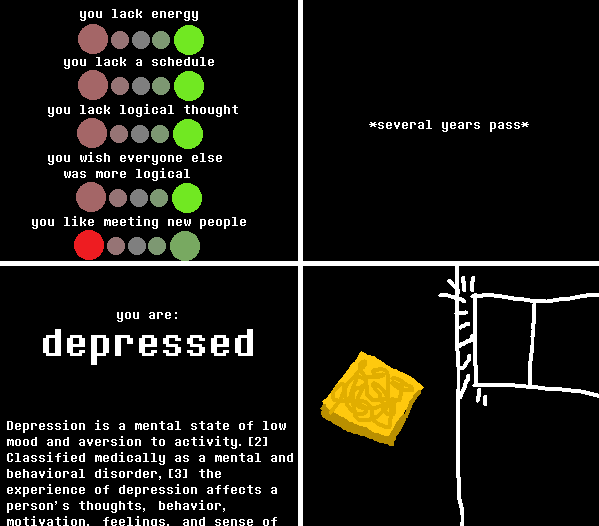 you lack energy
you lack a schedule
you lack logical thought
you wish everyone else
was more logical
you like meeting new people
*several years pass*
you are:
depressed
Depression is a mental state of low
mood and aversion to activity.[2]
Classified medically as a mental and
behavioral disorder,[3] the
experience of depression affects a
person's thoughts, behavior,
motivation, feelings, and sense of